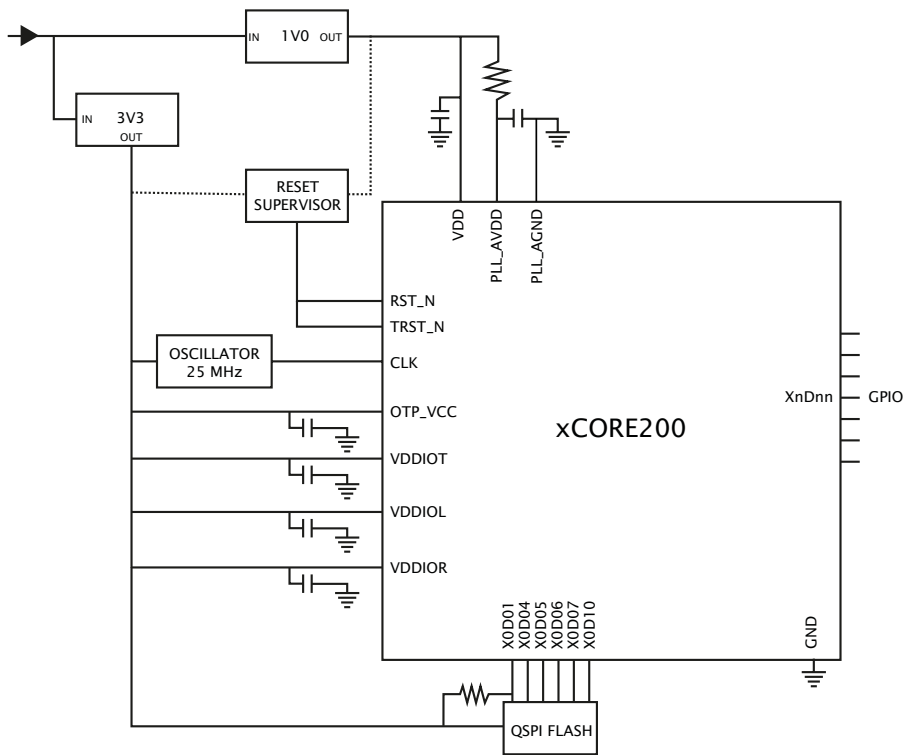 IN 1V0 OUT
IN 3V3
OUT
RESET
SUPERVISOR
VDD
PLL_AVDD
PLL_AGND
RST_N
TRST_N
OSCILLATOR
25 MHz
CLK
OTP_VCC
XnDnn GPIO
xCORE200
VDDIOT
VDDIOL
VDDIOR
X0D01
X0D04
X0D05
X0D06
X0D07
X0D10
GND
QSPI FLASH